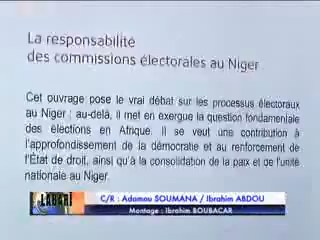 La responsabilité
des commissions électorales au Niger
Cet ouvrage pose le vrai débat sur les processus électoraux
au Niger ; au-delà, il met en exergue la question fondamentale
des élections en Afrique. Il se veut une contribution à
l'approfondissement de la démocratie et au renforcement de
l'État de droit, ainsi qu'à la consolidation de la paix et de l'unité
nationale au Niger.
LABARI
C/R : Adamou SOUMANA / Ibrahim ABDOU
Montage : Ibrahim BOUBACAR